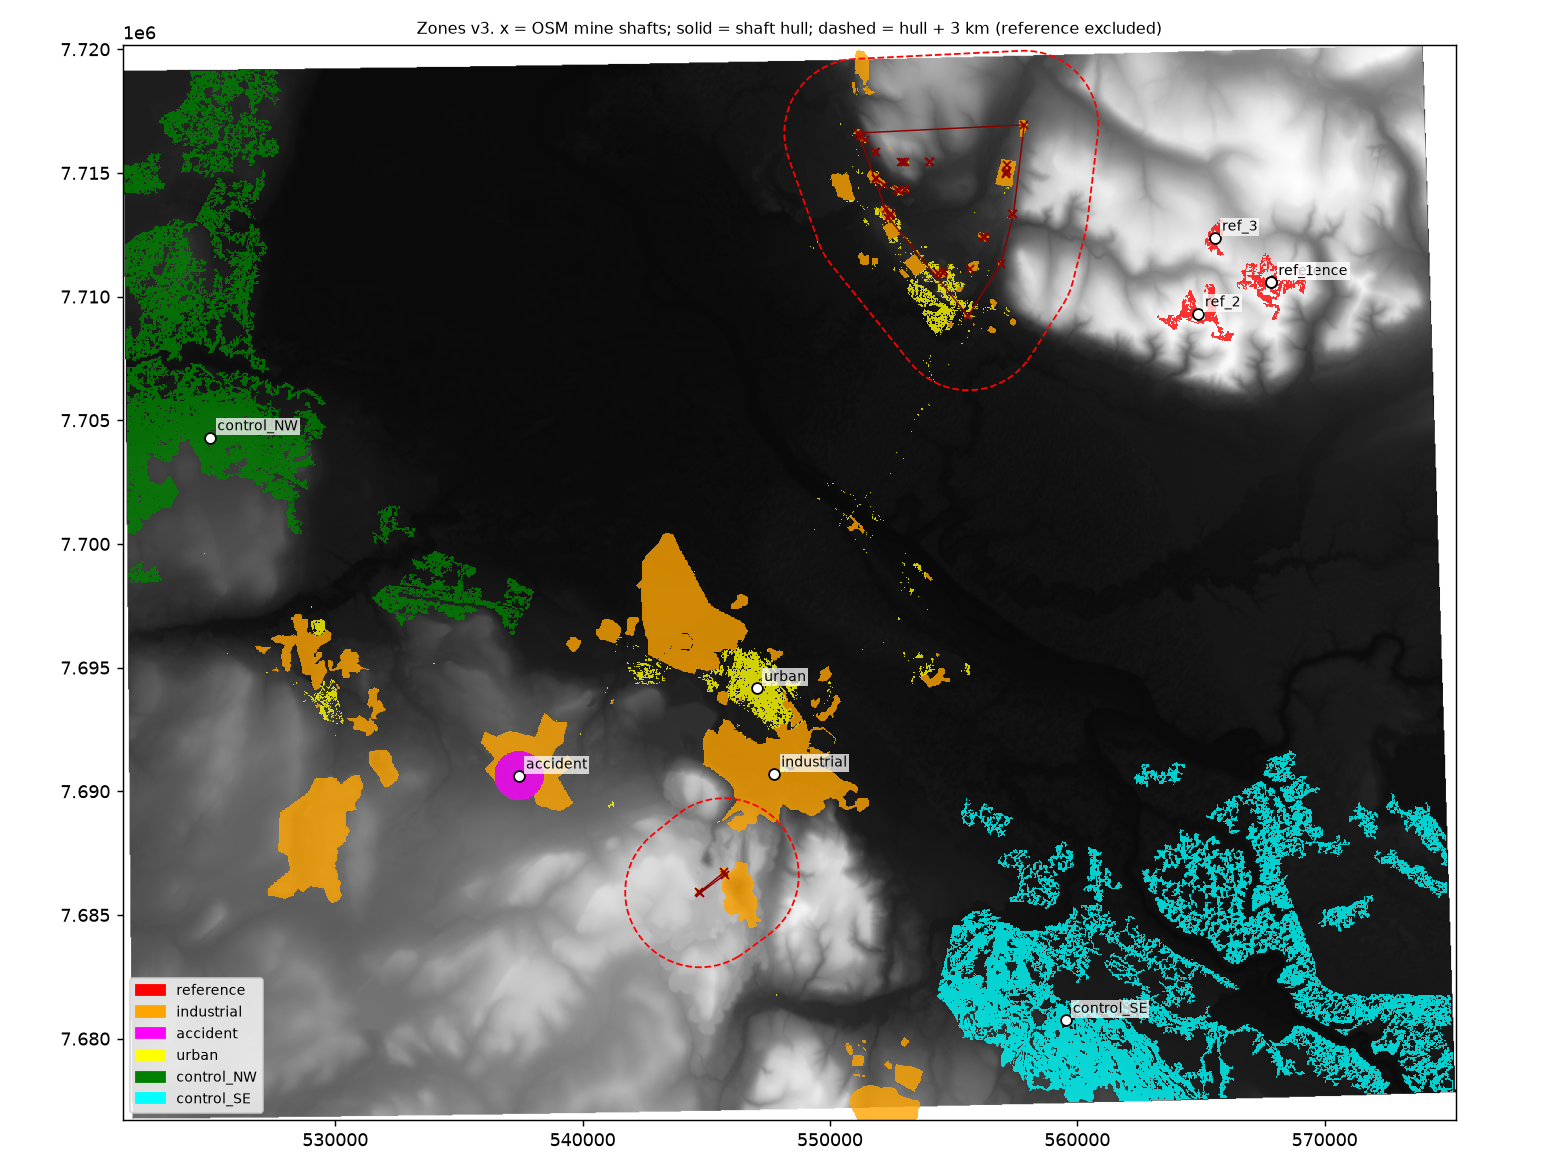 Zones v3. x = OSM mine shafts; solid = shaft hull; dashed = hull + 3 km (reference excluded)
1e6
7.720
7.715
7.710
7.705
7.700
7.695
7.690
7.685
7.680
ref_3
ref_1ence
ref_2
control_NW
urban
industrial
accident
control_SE
reference
industrial
accident
urban
control_NW
control_SE
530000
540000
550000
560000
570000